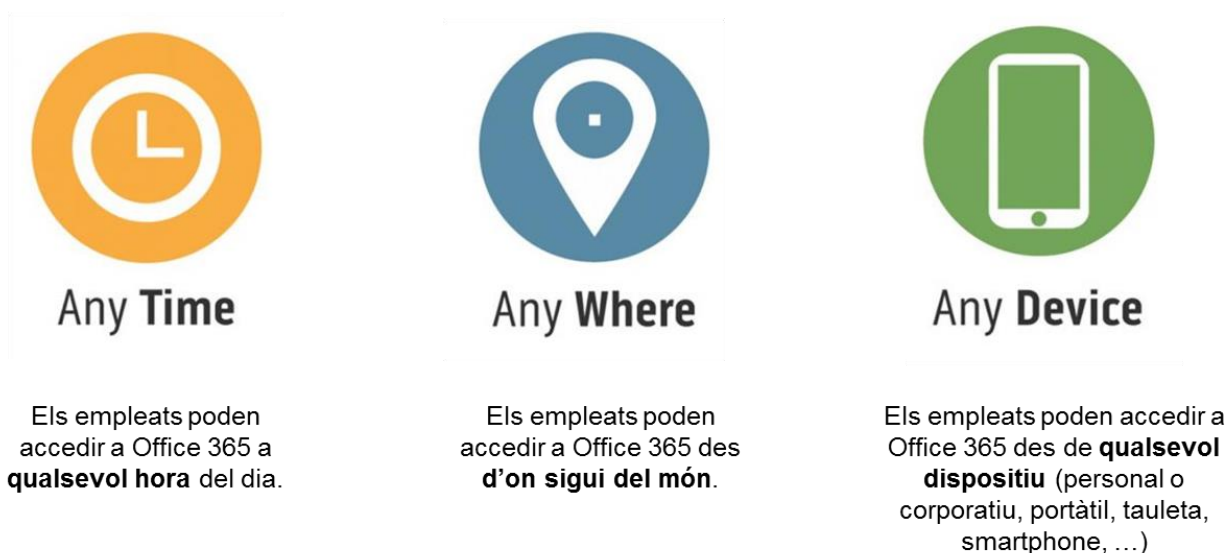 Any Time
Els empleats poden
accedir a Office 365 a
qualsevol hora del dia.
Any Where
Els empleats poden
accedir a Office 365 des
d'on sigui del món.
Any Device
Els empleats poden accedir a
Office 365 des de qualsevol
dispositiu (personal o
corporatiu, portàtil, tauleta,
smartphone, …)